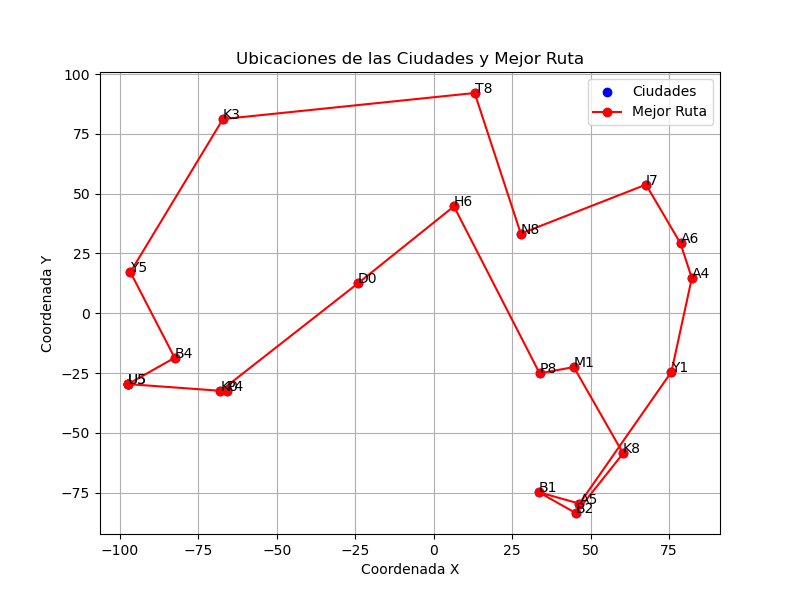 Ubicaciones de las Ciudades y Mejor Ruta
Coordenada Y
100
75
50
25
0
−25
−50
−75
Ciudades
Mejor Ruta
T8
K3
I7
H6
N8
A6
Y5
A4
D0
B4
M1
P8
Y1
U5
P4
K8
B1
A5
B2
−100
−75
−50
−25
0
25
50
75
Coordenada X